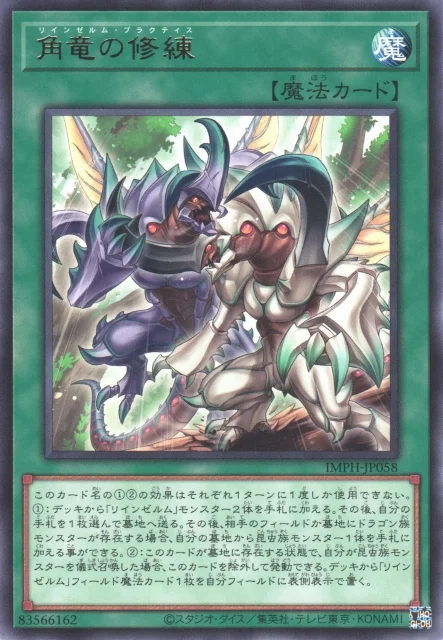 リインゼルム・プラクティス
角竜の修練
魔
まほう
【魔法カード】
IMPH-JP058
このカード名の①②の効果はそれぞれ1ターンに1度しか使用できない。
①：デッキから「リインゼルム」モンスター2体を手札に加える。その後、自分の
手札を1枚選んで墓地へ送る。その後、相手のフィールドか墓地にドラゴン族
モンスターが存在する場合、自分の墓地から昆虫族モンスター1体を手札に
加える事ができる。②：このカードが墓地に存在する状態で、自分が昆虫族モン
スターを儀式召喚した場合、このカードを除外して発動できる。デッキから「リイン
ゼルム」フィールド魔法カード1枚を自分フィールドに表側表示で置く。
83566162
©スタジオ・ダイス／集英社・テレビ東京・KONAMI